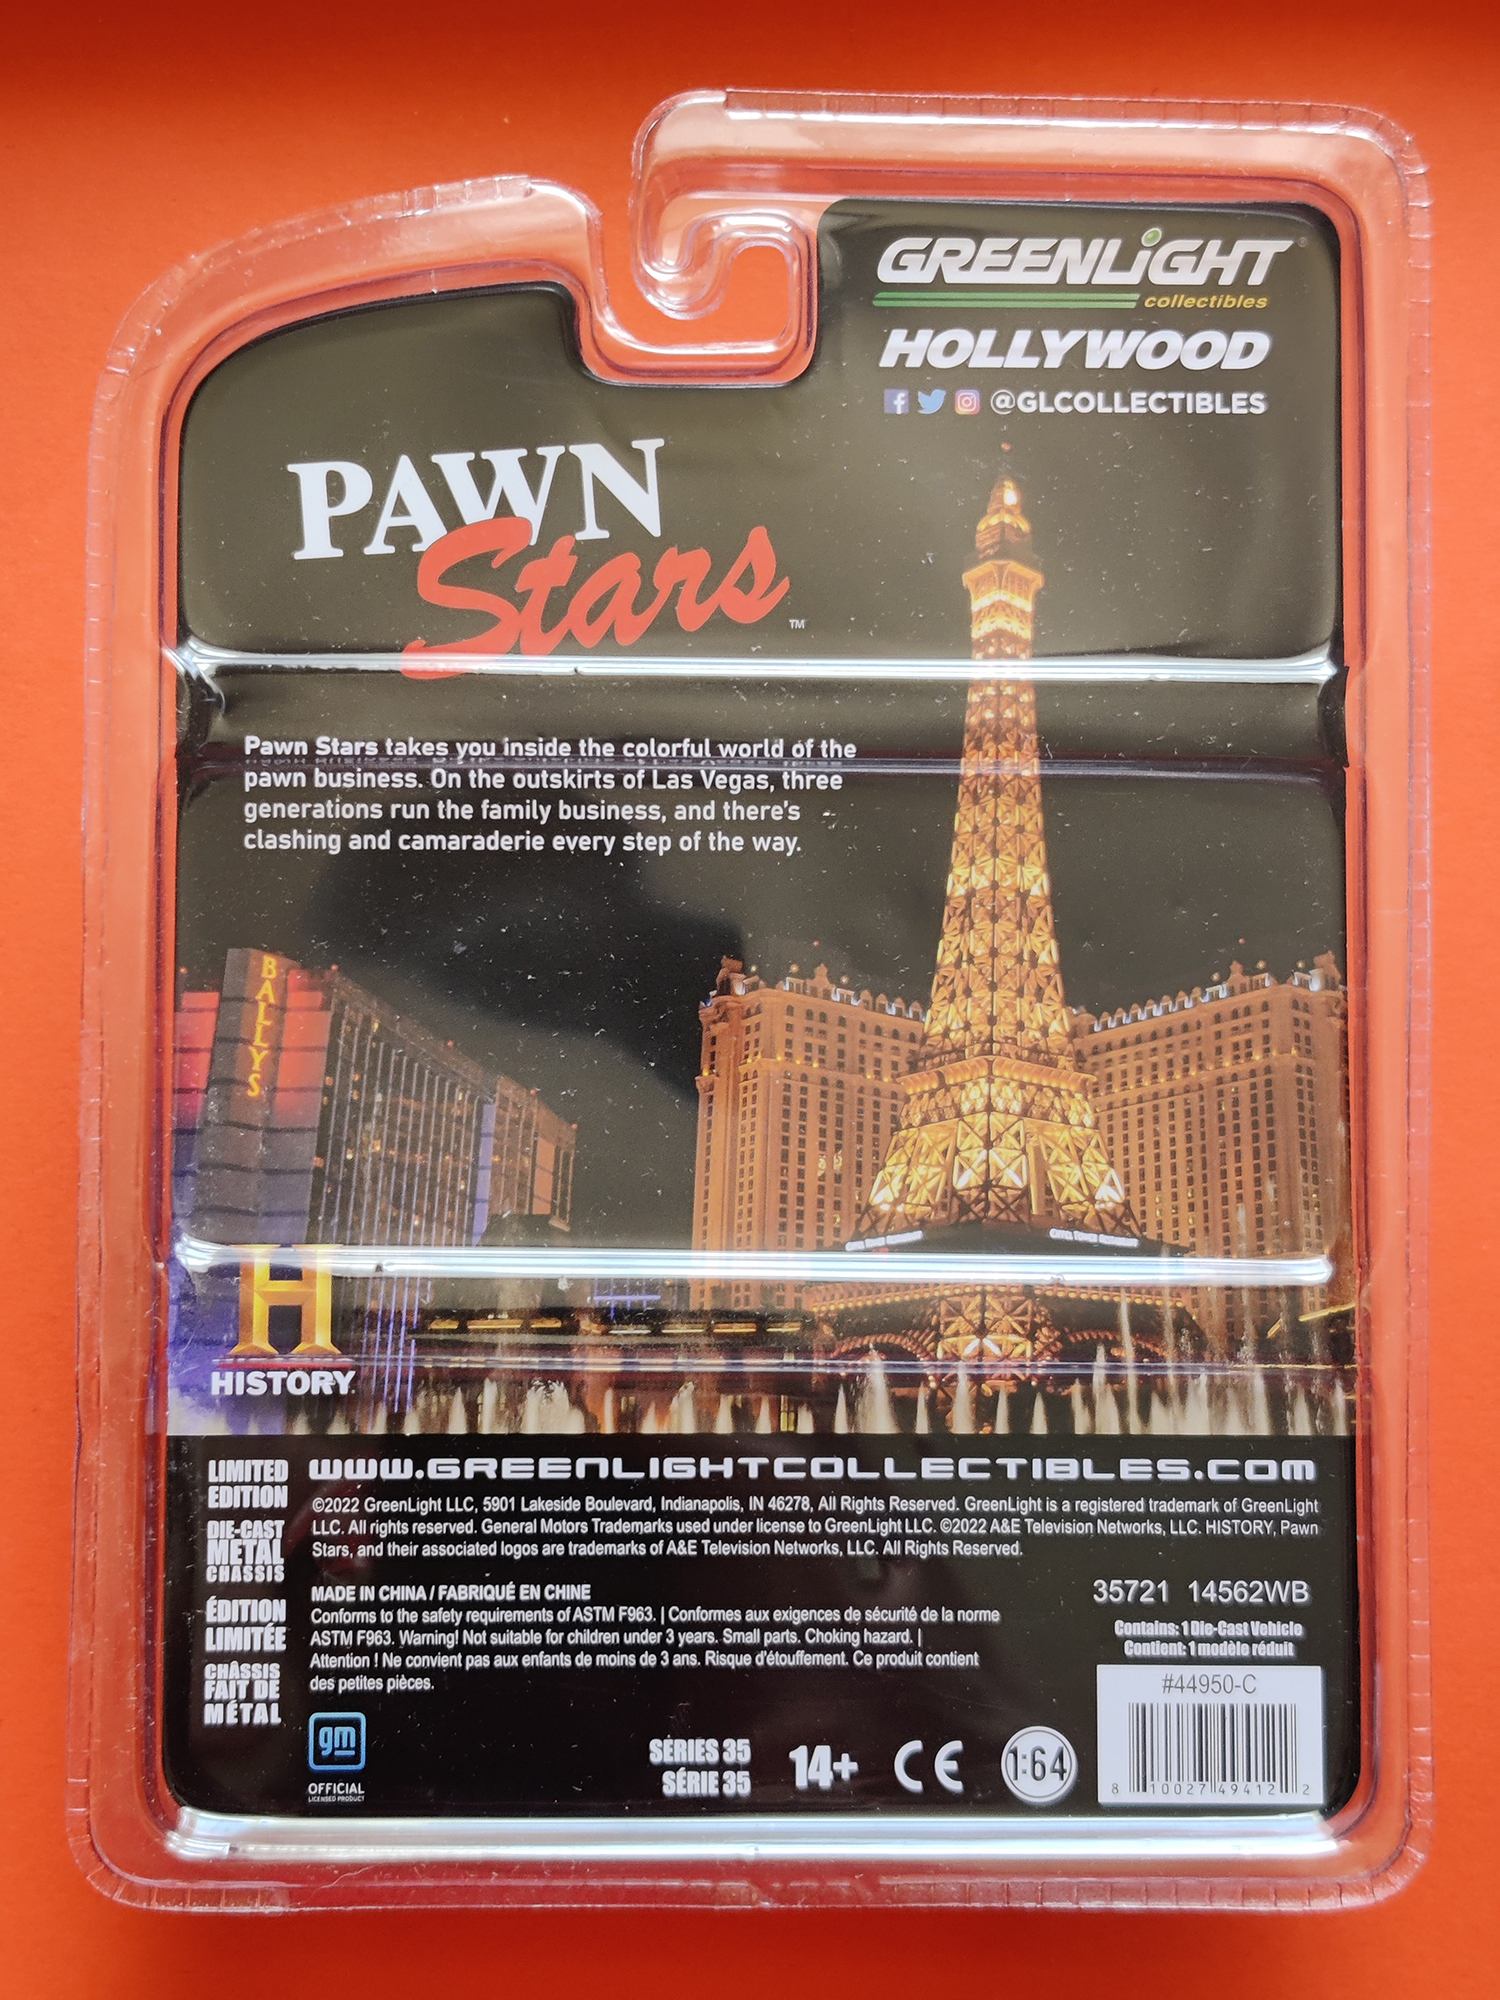 GREENLiGHT
collectibles
HOLLYWOOD
@GLCOLLECTIBLES
PAWN
Stars
™
Pawn Stars takes you inside the colorful world of the
pawn business. On the outskirts of Las Vegas, three
generations run the family business, and there's
clashing and camaraderie every step of the way.
BALLYS
H
HISTORY
LIMITED
EDITION
DIE-CAST
METAL
CHASSIS
ÉDITION
LIMITÉE
CHÂSSIS
FAIT DE
MÉTAL
WWW.GREENLIGHTCOLLECTIBLES.COM
©2022 GreenLight LLC, 5901 Lakeside Boulevard, Indianapolis, IN 46278, All Rights Reserved. GreenLight is a registered trademark of GreenLight
LLC. All rights reserved. General Motors Trademarks used under license to GreenLight LLC. ©2022 A&E Television Networks, LLC. HISTORY, Pawn
Stars, and their associated logos are trademarks of A&E Television Networks, LLC. All Rights Reserved.
MADE IN CHINA / FABRIQUÉ EN CHINE
Conforms to the safety requirements of ASTM F963. | Conformes aux exigences de sécurité de la norme
ASTM F963. Warning! Not suitable for children under 3 years. Small parts. Choking hazard. |
Attention ! Ne convient pas aux enfants de moins de 3 ans. Risque d'étouffement. Ce produit contient
des petites pièces.
35721 14562WB
Contains: 1 Die-Cast Vehicle
Contient: 1 modèle réduit
#44950-C
8 10027 49412 2
gm
OFFICIAL
LICENSED PRODUCT
SERIES 35
SÉRIE 35
14+
CE
1:64